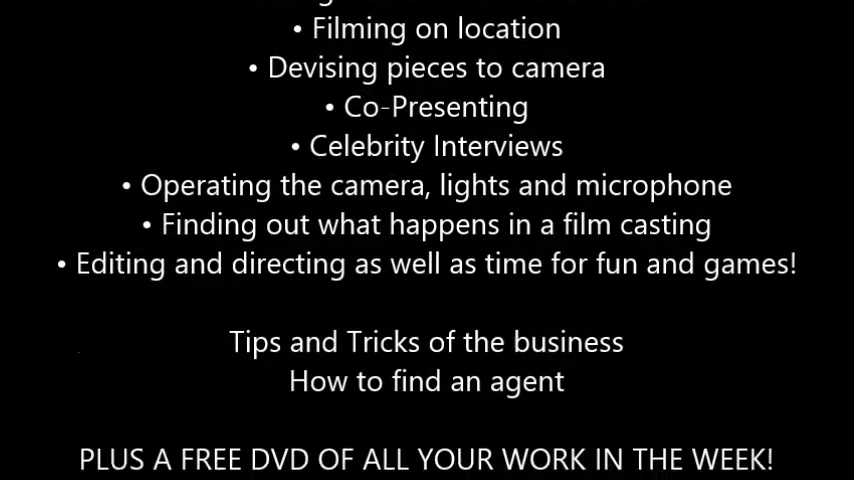 • Filming on location
• Devising pieces to camera
• Co-Presenting
• Celebrity Interviews
• Operating the camera, lights and microphone
• Finding out what happens in a film casting
• Editing and directing as well as time for fun and games!
Tips and Tricks of the business
How to find an agent
PLUS A FREE DVD OF ALL YOUR WORK IN THE WEEK!